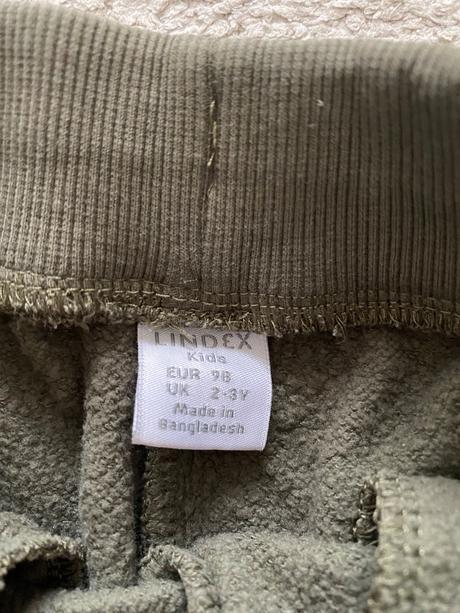 LINDEX
Kids
EUR 98
UK 2-3Y
Made in
Bangladesh